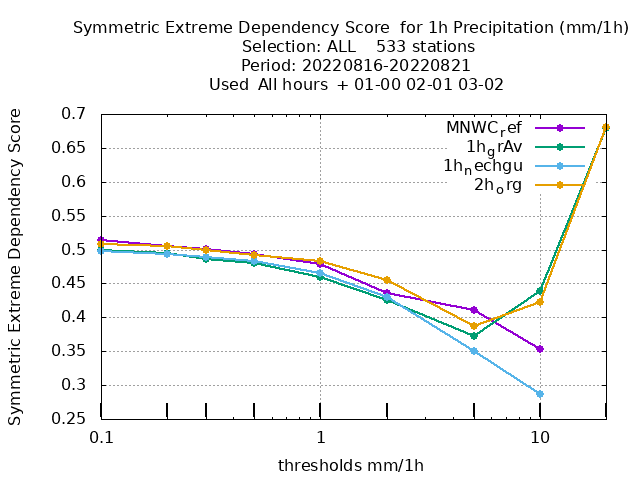 Symmetric Extreme Dependency Score  for 1h Precipitation (mm/1h)
Selection: ALL    533 stations
Period: 20220816-20220821
Used  All hours  + 01-00 02-01 03-02
Symmetric Extreme Dependency Score
0.7
0.65
0.6
0.55
0.5
0.45
0.4
0.35
0.3
0.25
MNWC_ref
1h_grAv
1h_nechgu
2h_org
0.1 1 10
thresholds mm/1h